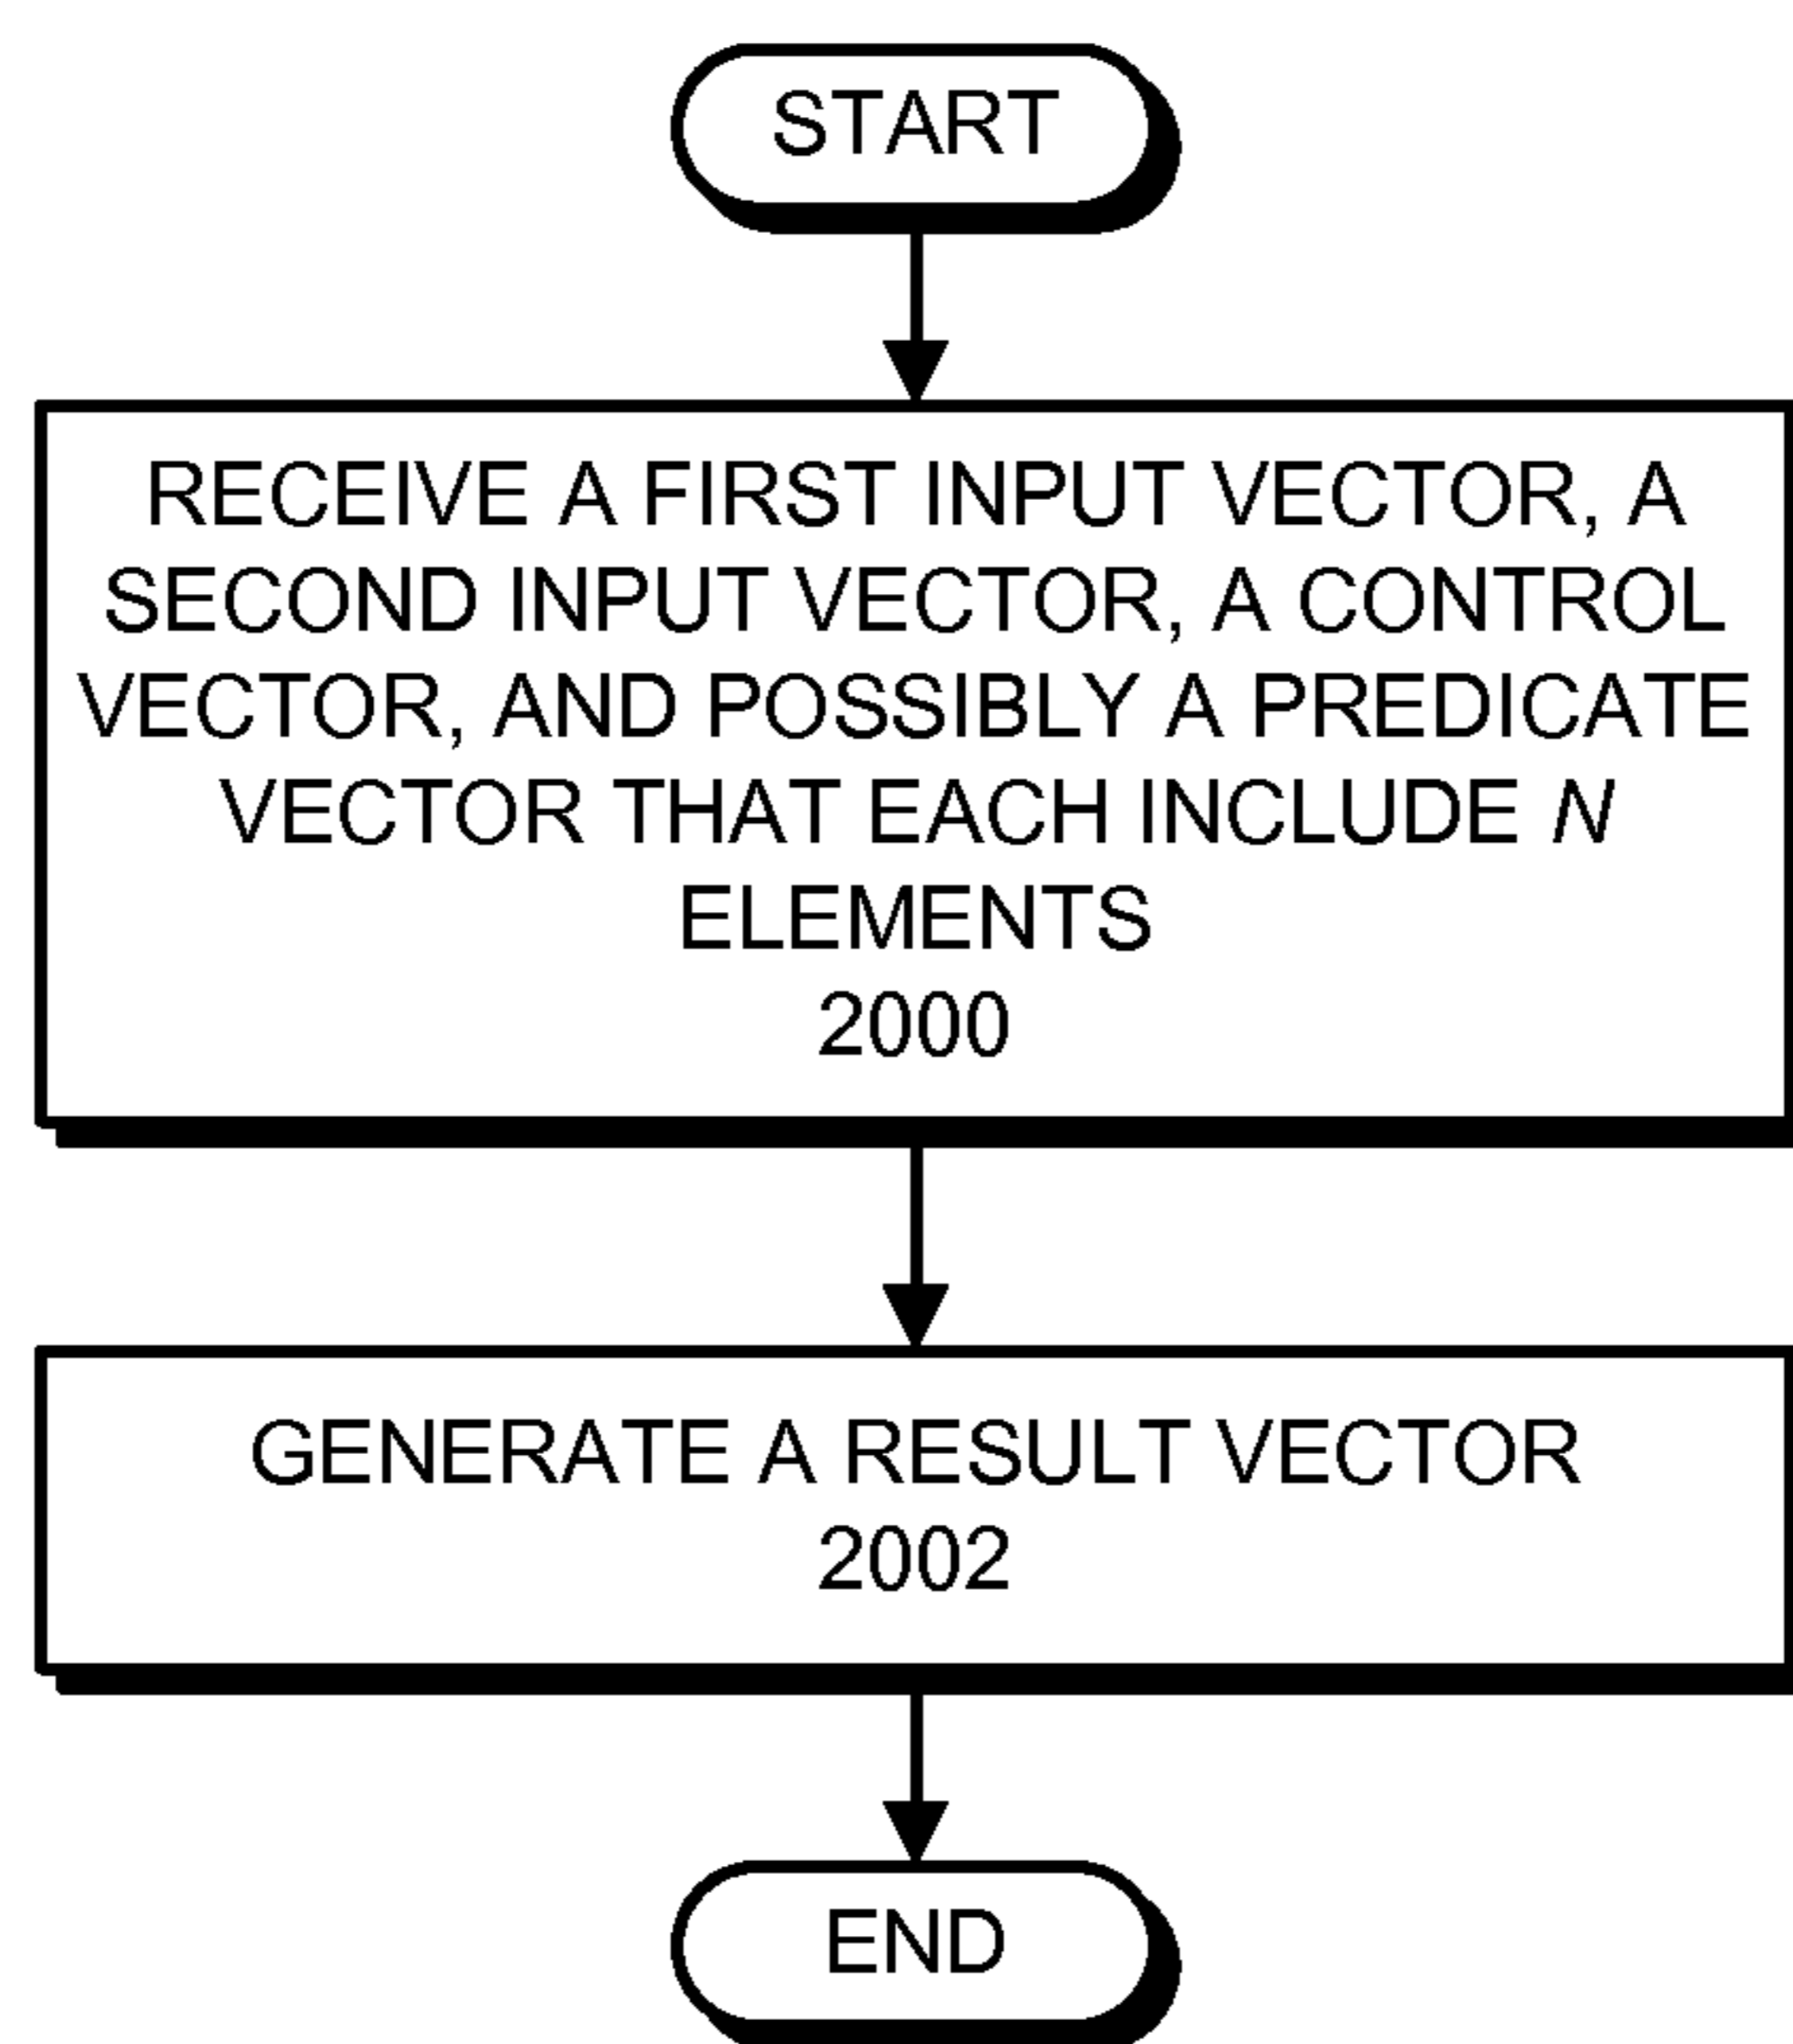 START
RECEIVE A FIRST INPUT VECTOR, A
SECOND INPUT VECTOR, A CONTROL
VECTOR, AND POSSIBLY A PREDICATE
VECTOR THAT EACH INCLUDE N
ELEMENTS
2000
GENERATE A RESULT VECTOR
2002
END